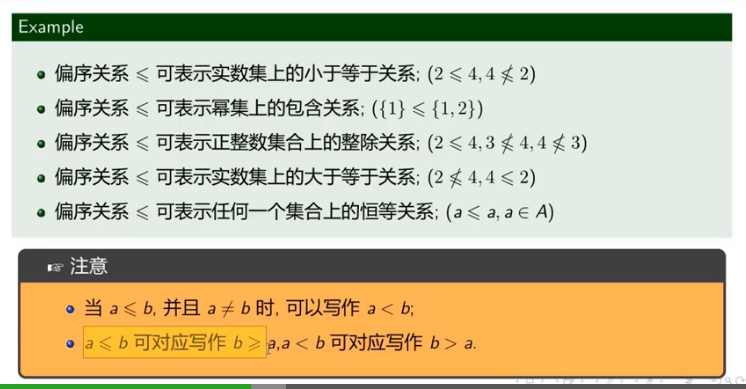 Example
偏序关系 ⩽ 可表示实数集上的小于等于关系; (2 ⩽ 4, 4 ⩽̸ 2)
偏序关系 ⩽ 可表示幂集上的包含关系; ({1} ⩽ {1, 2})
偏序关系 ⩽ 可表示正整数集合上的整除关系; (2 ⩽ 4, 3 ⩽̸ 4, 4 ⩽̸ 3)
偏序关系 ⩽ 可表示实数集上的大于等于关系; (2 ⩽̸ 4, 4 ⩽ 2)
偏序关系 ⩽ 可表示任何一个集合上的恒等关系; (a ⩽ a, a ∈ A)
☞ 注意
当 a ⩽ b, 并且 a ≠ b 时, 可以写作 a < b;
a ⩽ b 可对应写作 b ⩾ a,a < b 可对应写作 b > a.